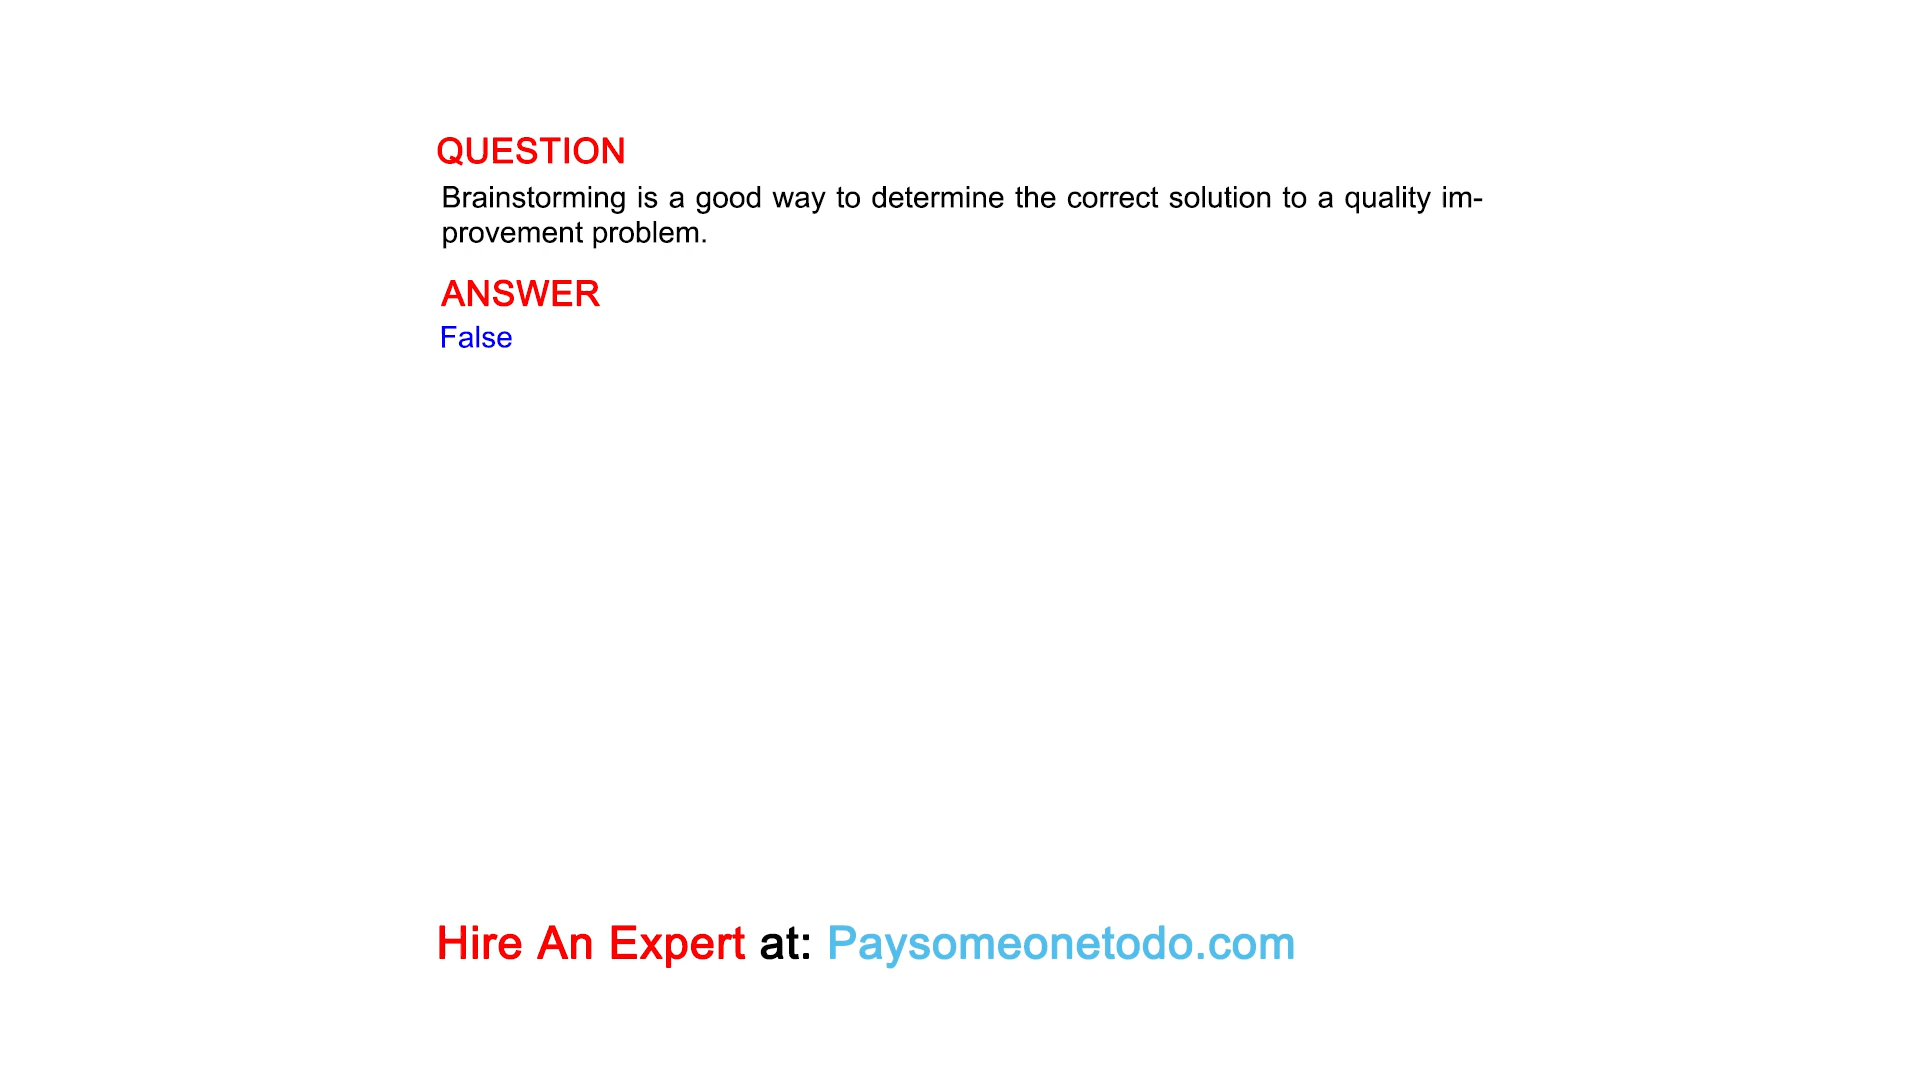 QUESTION
Brainstorming is a good way to determine the correct solution to a quality im-
provement problem.
ANSWER
False
Hire An Expert at: Paysomeonetodo.com